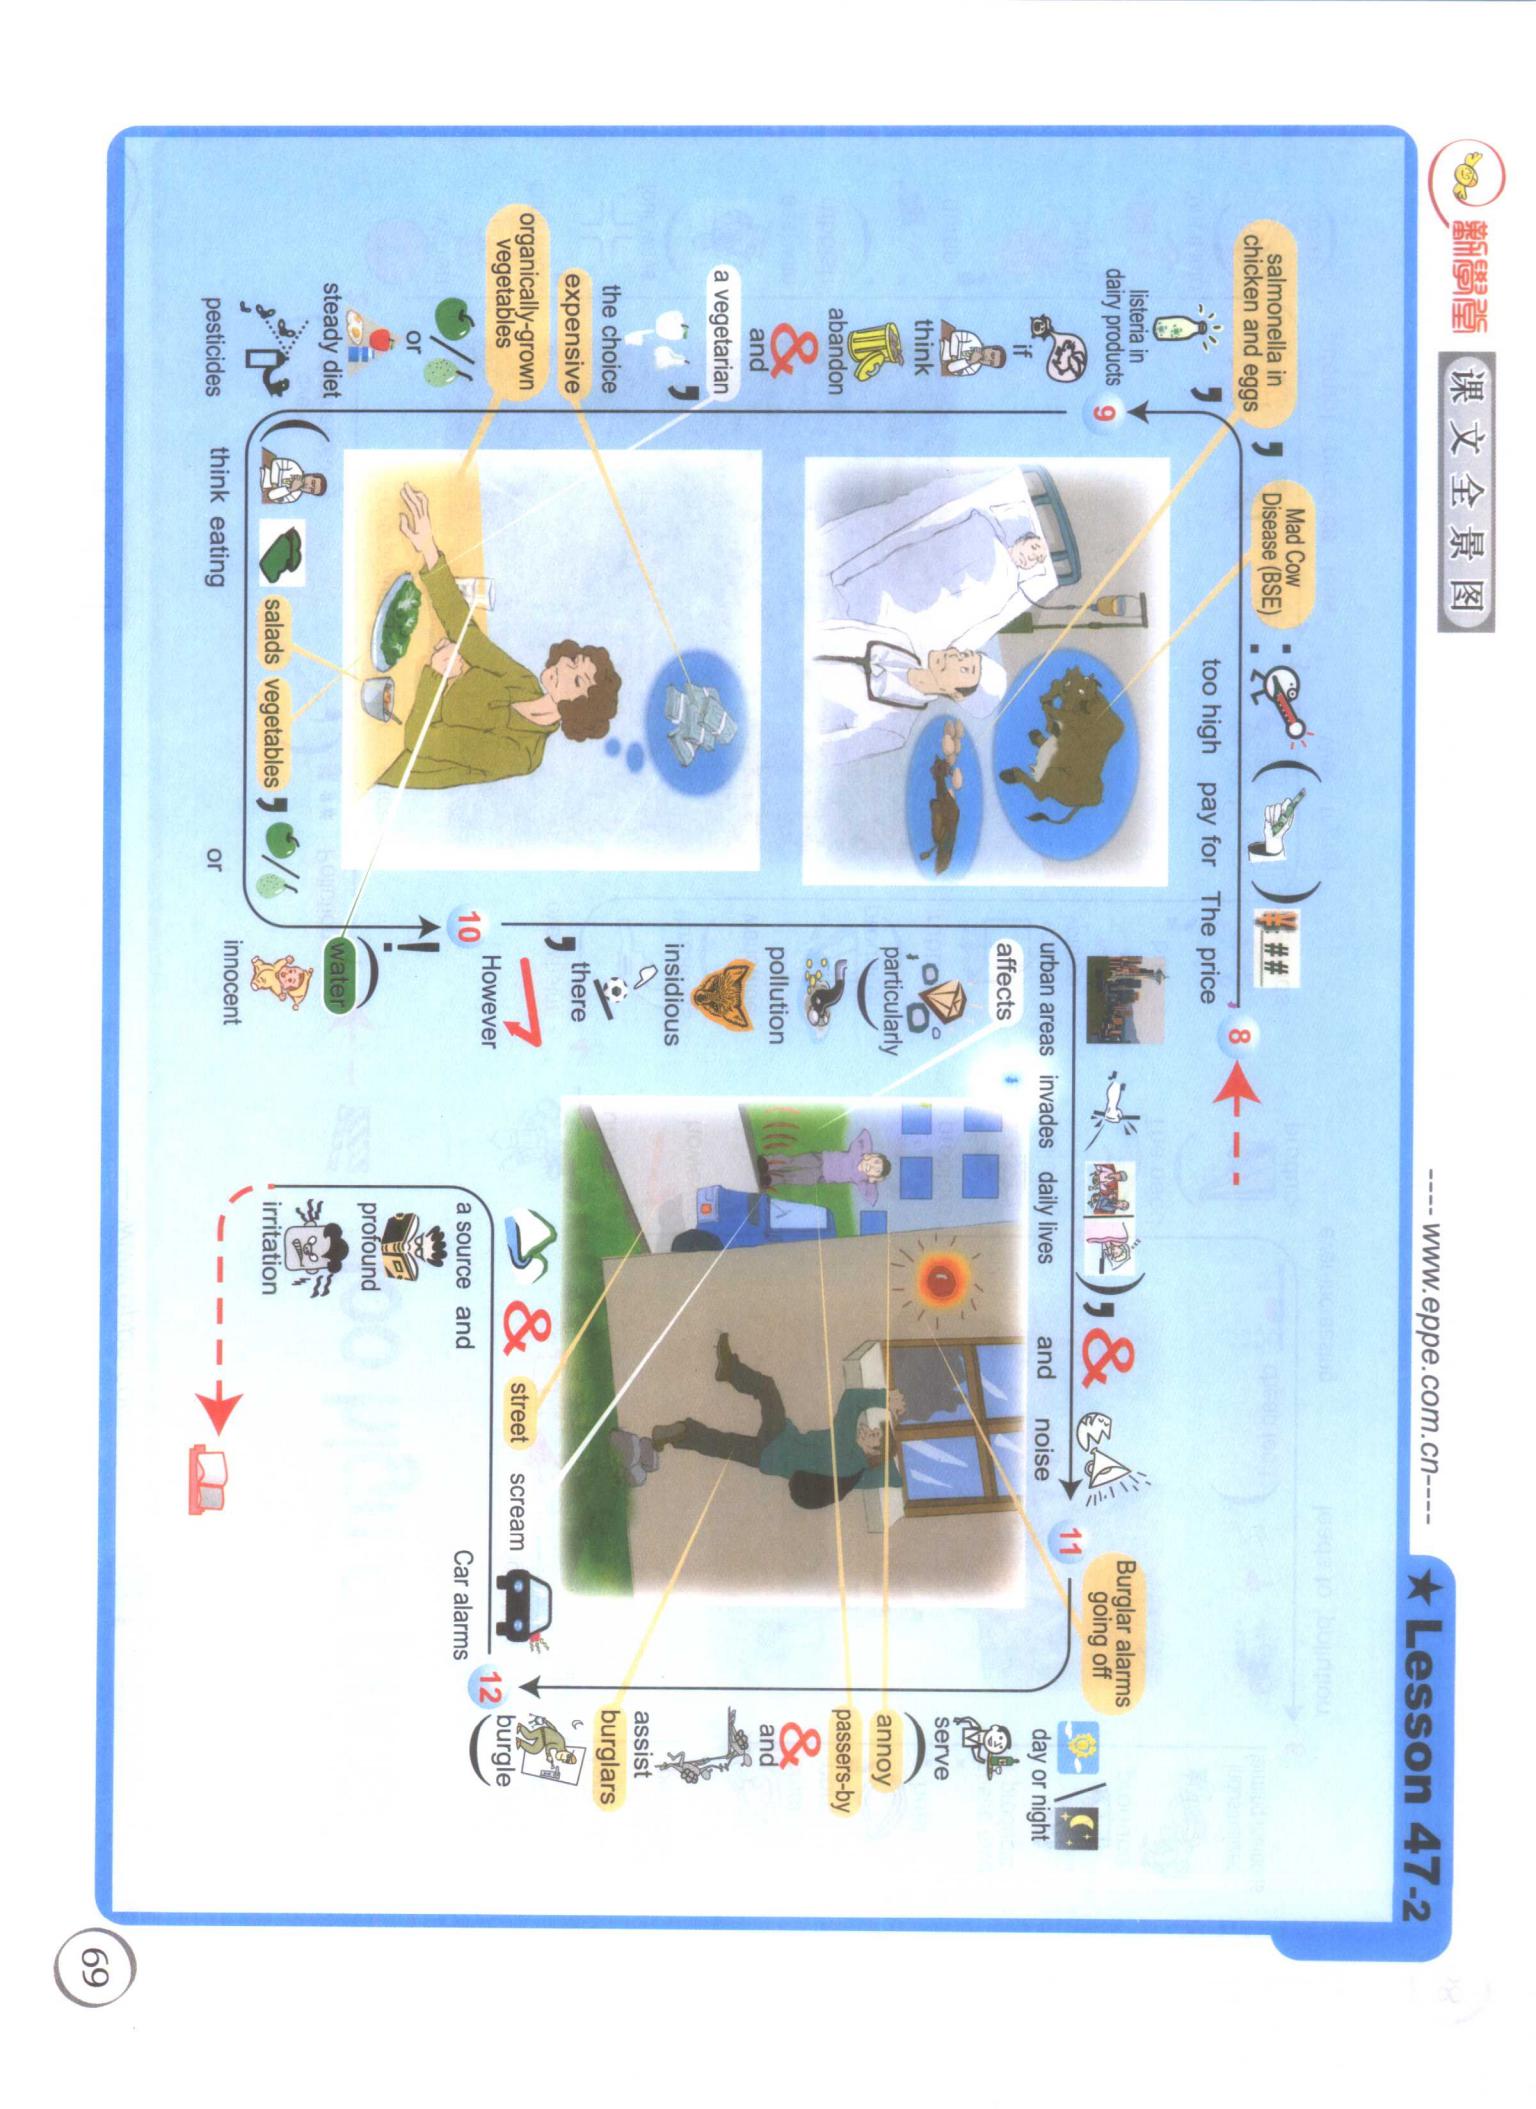 新學堂
课文全景图
----www.eppe.com.cn----
★ Lesson 47-2
8
The price
##
pay for
too high
:
Mad Cow
Disease (BSE)
,
salmonella in
chicken and eggs
,
9
listeria in
dairy products
if
think
abandon
&
and
a vegetarian
,
the choice
expensive
organically-grown
vegetables
or
steady diet
pesticides
(
think eating
salads vegetables ,
or
innocent
water
)
!
10
However
,
there
insidious
pollution
(
particularly
affects
urban areas invades daily lives and noise
) , &
11
Burglar alarms
going off
day or night
serve
(
annoy
passers-by
&
and
assist
burglars
burgle
)
12
Car alarms
scream
street
&
a source and
profound
irritation
69